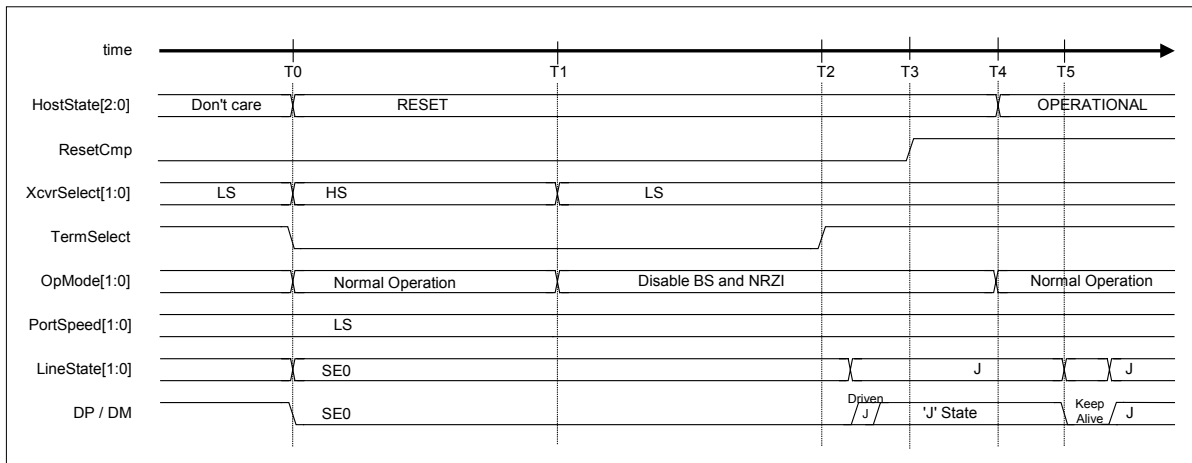 time
T0 T1 T2 T3 T4 T5
HostState[2:0] Don't care RESET OPERATIONAL
ResetCmp
XcvrSelect[1:0] LS HS LS
TermSelect
OpMode[1:0] Normal Operation Disable BS and NRZI Normal Operation
PortSpeed[1:0] LS
LineState[1:0] SE0 J J
DP / DM SE0 Driven J 'J' State Keep Alive J